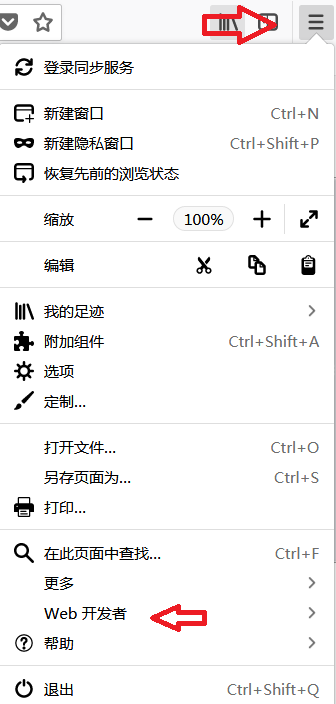 登录同步服务
新建窗口 Ctrl+N
新建隐私窗口 Ctrl+Shift+P
恢复先前的浏览状态
缩放 100%
编辑
我的足迹
附加组件 Ctrl+Shift+A
选项
定制...
打开文件... Ctrl+O
另存页面为... Ctrl+S
打印...
在此页面中查找... Ctrl+F
更多
Web 开发者
帮助
退出 Ctrl+Shift+Q